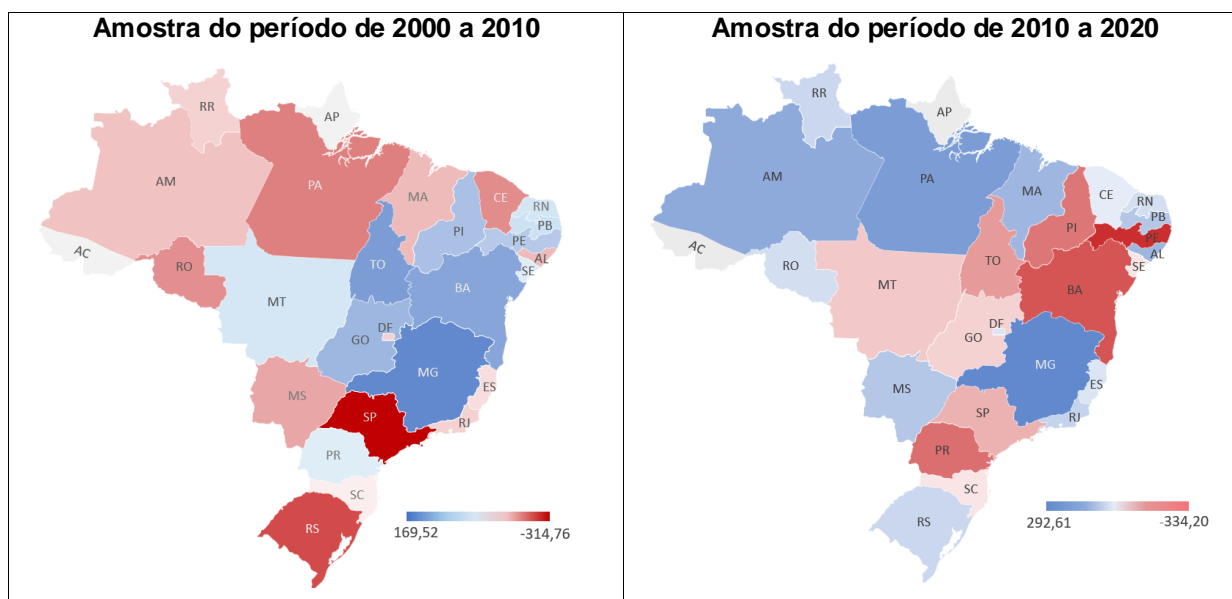 Amostra do período de 2000 a 2010
RR
AP
AM
PA
MA
CE
RN
PB
PI
PE
AC
AL
RO
TO
SE
BA
MT
DF
GO
MG
ES
MS
SP
RJ
PR
SC
RS
169,52
-314,76
Amostra do período de 2010 a 2020
RR
AP
AM
PA
MA
CE
RN
PB
PI
PE
AC
AL
RO
TO
SE
BA
MT
DF
GO
MG
ES
MS
SP
RJ
PR
SC
RS
292,61
-334,20